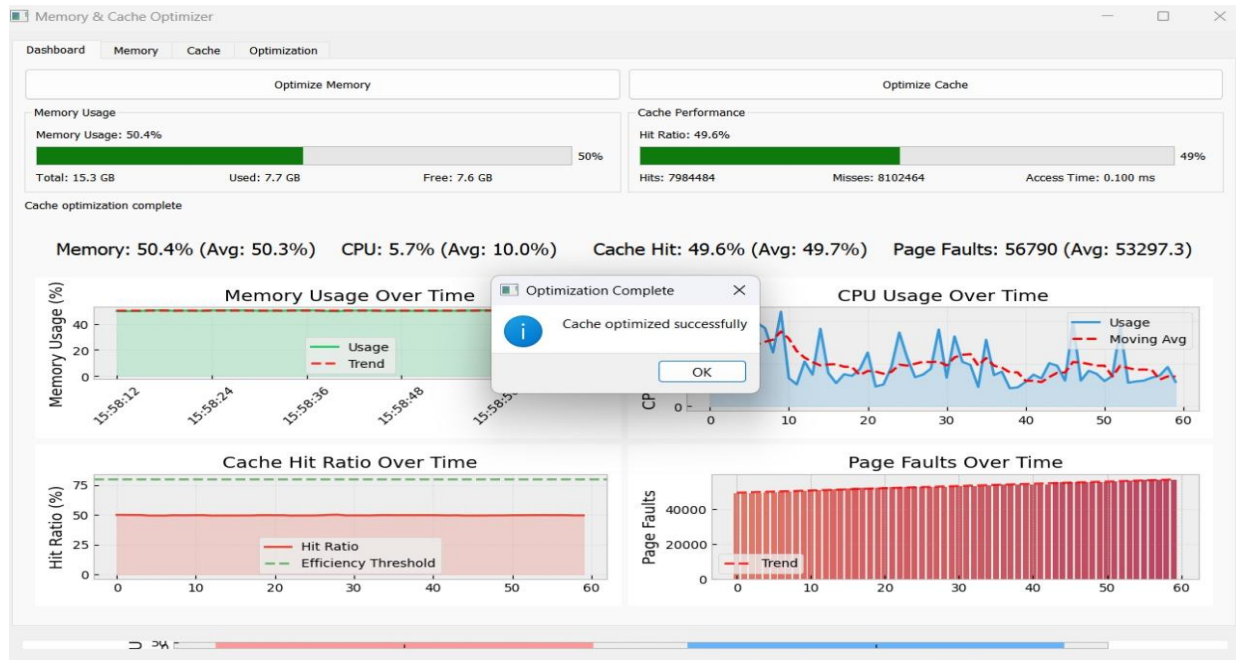 Memory & Cache Optimizer
Dashboard Memory Cache Optimization
Optimize Memory Optimize Cache
Memory Usage Cache Performance
Memory Usage: 50.4% Hit Ratio: 49.6%
50% 49%
Total: 15.3 GB Used: 7.7 GB Free: 7.6 GB Hits: 7984484 Misses: 8102464 Access Time: 0.100 ms
Cache optimization complete
Memory: 50.4% (Avg: 50.3%) CPU: 5.7% (Avg: 10.0%) Cache Hit: 49.6% (Avg: 49.7%) Page Faults: 56790 (Avg: 53297.3)
Optimization Complete
Cache optimized successfully
OK
Memory Usage Over Time
Memory Usage (%)
40
20
0
Usage
Trend
15:58:12 15:58:24 15:58:36 15:58:48
CPU Usage Over Time
Usage
Moving Avg
0
0 10 20 30 40 50 60
Cache Hit Ratio Over Time
Hit Ratio (%)
75
50
25
0
Hit Ratio
Efficiency Threshold
0 10 20 30 40 50 60
Page Faults Over Time
Page Faults
40000
20000
0
Trend
0 10 20 30 40 50 60